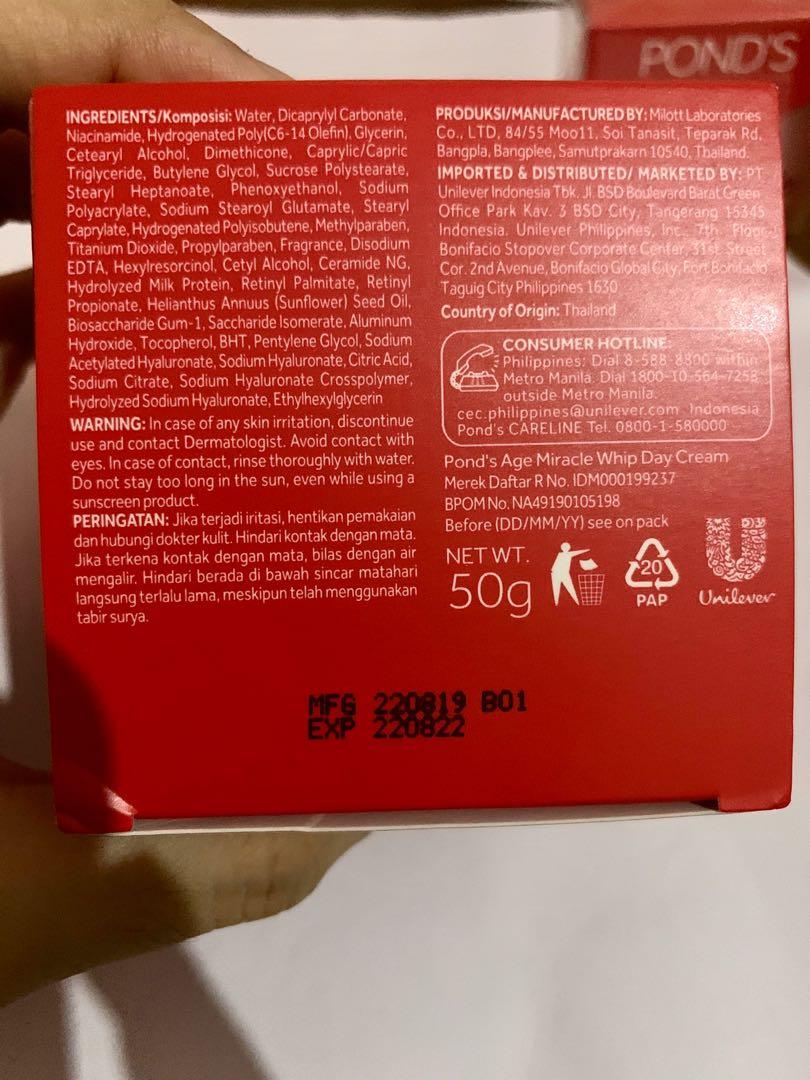 POND'S
INGREDIENTS/Komposisi: Water, Dicaprylyl Carbonate,
Niacinamide, Hydrogenated Poly(C6-14 Olefin), Glycerin,
Cetearyl Alcohol, Dimethicone, Caprylic/Capric
Triglyceride, Butylene Glycol, Sucrose Polystearate,
Stearyl Heptanoate, Phenoxyethanol, Sodium
Polyacrylate, Sodium Stearoyl Glutamate, Stearyl
Caprylate, Hydrogenated Polyisobutene, Methylparaben,
Titanium Dioxide, Propylparaben, Fragrance, Disodium
EDTA, Hexylresorcinol, Cetyl Alcohol, Ceramide NG,
Hydrolyzed Milk Protein, Retinyl Palmitate, Retinyl
Propionate, Helianthus Annuus (Sunflower) Seed Oil,
Biosaccharide Gum-1, Saccharide Isomerate, Aluminum
Hydroxide, Tocopherol, BHT, Pentylene Glycol, Sodium
Acetylated Hyaluronate, Sodium Hyaluronate, Citric Acid,
Sodium Citrate, Sodium Hyaluronate Crosspolymer,
Hydrolyzed Sodium Hyaluronate, Ethylhexylglycerin
WARNING: In case of any skin irritation, discontinue
use and contact Dermatologist. Avoid contact with
eyes. In case of contact, rinse thoroughly with water.
Do not stay too long in the sun, even while using a
sunscreen product.
PERINGATAN: Jika terjadi iritasi, hentikan pemakaian
dan hubungi dokter kulit. Hindari kontak dengan mata.
Jika terkena kontak dengan mata, bilas dengan air
mengalir. Hindari berada di bawah sincar matahari
langsung terlalu lama, meskipun telah menggunakan
tabir surya.
PRODUKSI/MANUFACTURED BY: Milott Laboratories
Co., LTD, 84/55 Moo11, Soi Tanasit, Teparak Rd,
Bangpla, Bangplee, Samutprakarn 10540, Thailand.
IMPORTED & DISTRIBUTED/ MARKETED BY: PT
Unilever Indonesia Tbk. Jl. BSD Boulevard Barat Green
Office Park Kav. 3 BSD City, Tangerang 15345
Indonesia. Unilever Philippines, Inc., 7th Floor
Bonifacio Stopover Corporate Center, 31st Street
Cor. 2nd Avenue, Bonifacio Global City, Fort Bonifacio
Taguig City Philippines 1630
Country of Origin: Thailand
CONSUMER HOTLINE:
Philippines: Dial 8-588-8800 within
Metro Manila. Dial 1800-10-564-7258
outside Metro Manila.
cec.philippines@unilever.com Indonesia
Pond's CARELINE Tel. 0800-1-580000
Pond's Age Miracle Whip Day Cream
Merek Daftar R No. IDM000199237
BPOM No. NA49190105198
Before (DD/MM/YY) see on pack
NET WT.
50g
20
PAP
Unilever
MFG 220819 B01
EXP 220822